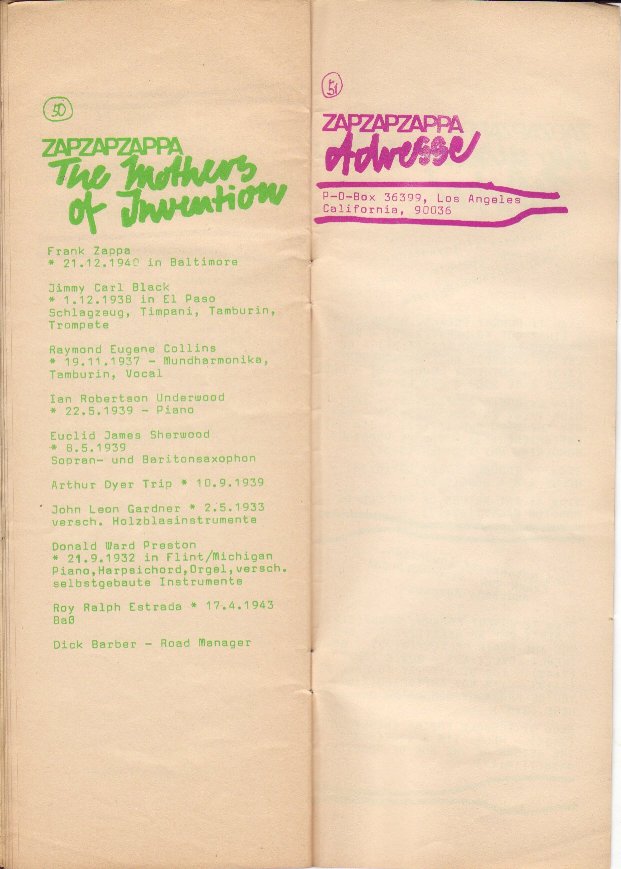 50
ZAPZAPZAPPA
The Mothers
of Invention
Frank Zappa
* 21.12.1940 in Baltimore
Jimmy Carl Black
* 1.12.1938 in El Paso
Schlagzeug, Timpani, Tamburin,
Trompete
Raymond Eugene Collins
* 19.11.1937 - Mundharmonika,
Tamburin, Vocal
Ian Robertson Underwood
* 22.5.1939 - Piano
Euclid James Sherwood
* 8.5.1939
Sopran- und Baritonsaxophon
Arthur Dyer Trip * 10.9.1939
John Leon Gardner * 2.5.1933
versch. Holzblasinstrumente
Donald Ward Preston
* 21.9.1932 in Flint/Michigan
Piano,Harpsichord,Orgel,versch.
selbstgebaute Instrumente
Roy Ralph Estrada * 17.4.1943
Baß
Dick Barber - Road Manager
51
ZAPZAPZAPPA
Adresse
P-O-Box 36399, Los Angeles
California, 90036